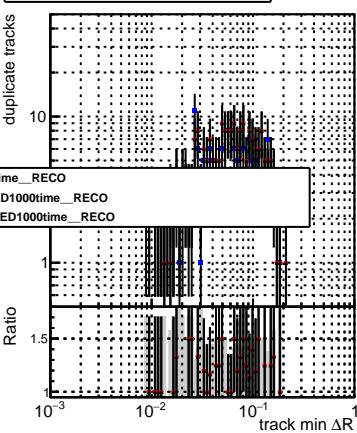 duplicate tracks
10
ime__RECO
D1000time__RECO
ED1000time__RECO
1
Ratio
1.5
1
10⁻³
10⁻²
10⁻¹
1
track min ΔR